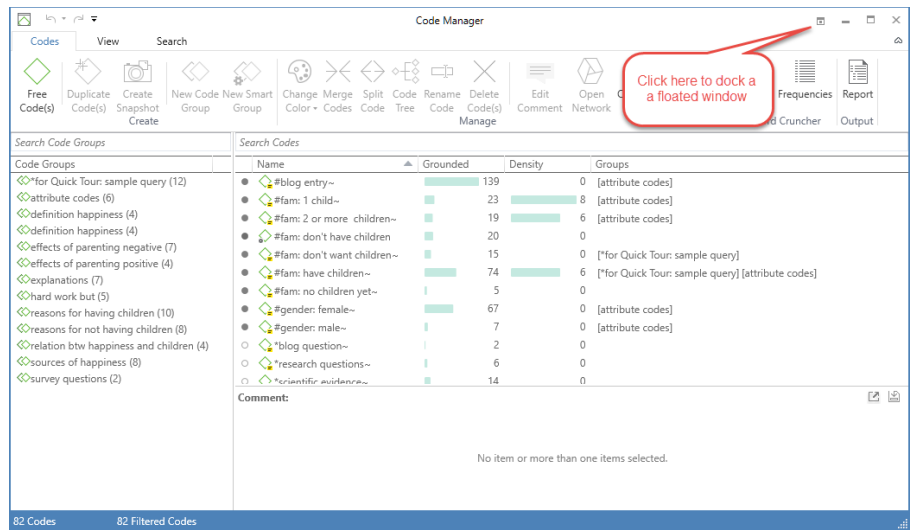 Code Manager
Codes View Search
Free Code(s)
Duplicate Code(s)
Create Snapshot
New Code Group
New Smart Group
Change Color
Merge Codes
Split Code
Code Tree
Rename Code
Delete Code(s)
Edit Comment
Open Network
Frequencies
Report
Create
Manage
Cruncher
Output
Click here to dock a
a floated window
Search Code Groups
Search Codes
Code Groups
*for Quick Tour: sample query (12)
attribute codes (6)
definition happiness (4)
definition happiness (4)
effects of parenting negative (7)
effects of parenting positive (4)
explanations (7)
hard work but (5)
reasons for having children (10)
reasons for not having children (8)
relation btw happiness and children (4)
sources of happiness (8)
survey questions (2)
Name Grounded Density Groups
#blog entry~ 139 0 [attribute codes]
#fam: 1 child~ 23 8 [attribute codes]
#fam: 2 or more children~ 19 6 [attribute codes]
#fam: don't have children 20 0
#fam: don't want children~ 15 0 [*for Quick Tour: sample query]
#fam: have children~ 74 6 [*for Quick Tour: sample query] [attribute codes]
#fam: no children yet~ 5 0
#gender: female~ 67 0 [attribute codes]
#gender: male~ 7 0 [attribute codes]
*blog question~ 2 0
*research questions~ 6 0
*scientific evidence~ 14 0
Comment:
No item or more than one items selected.
82 Codes 82 Filtered Codes